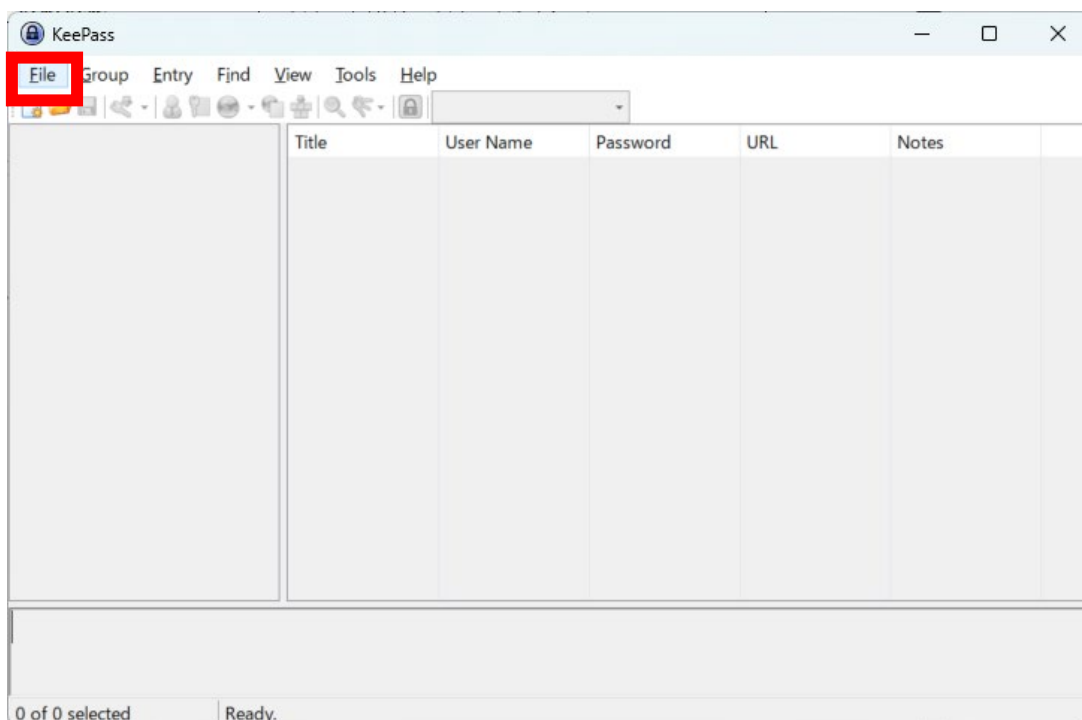 KeePass
File Group Entry Find View Tools Help
Title User Name Password URL Notes
0 of 0 selected Ready.